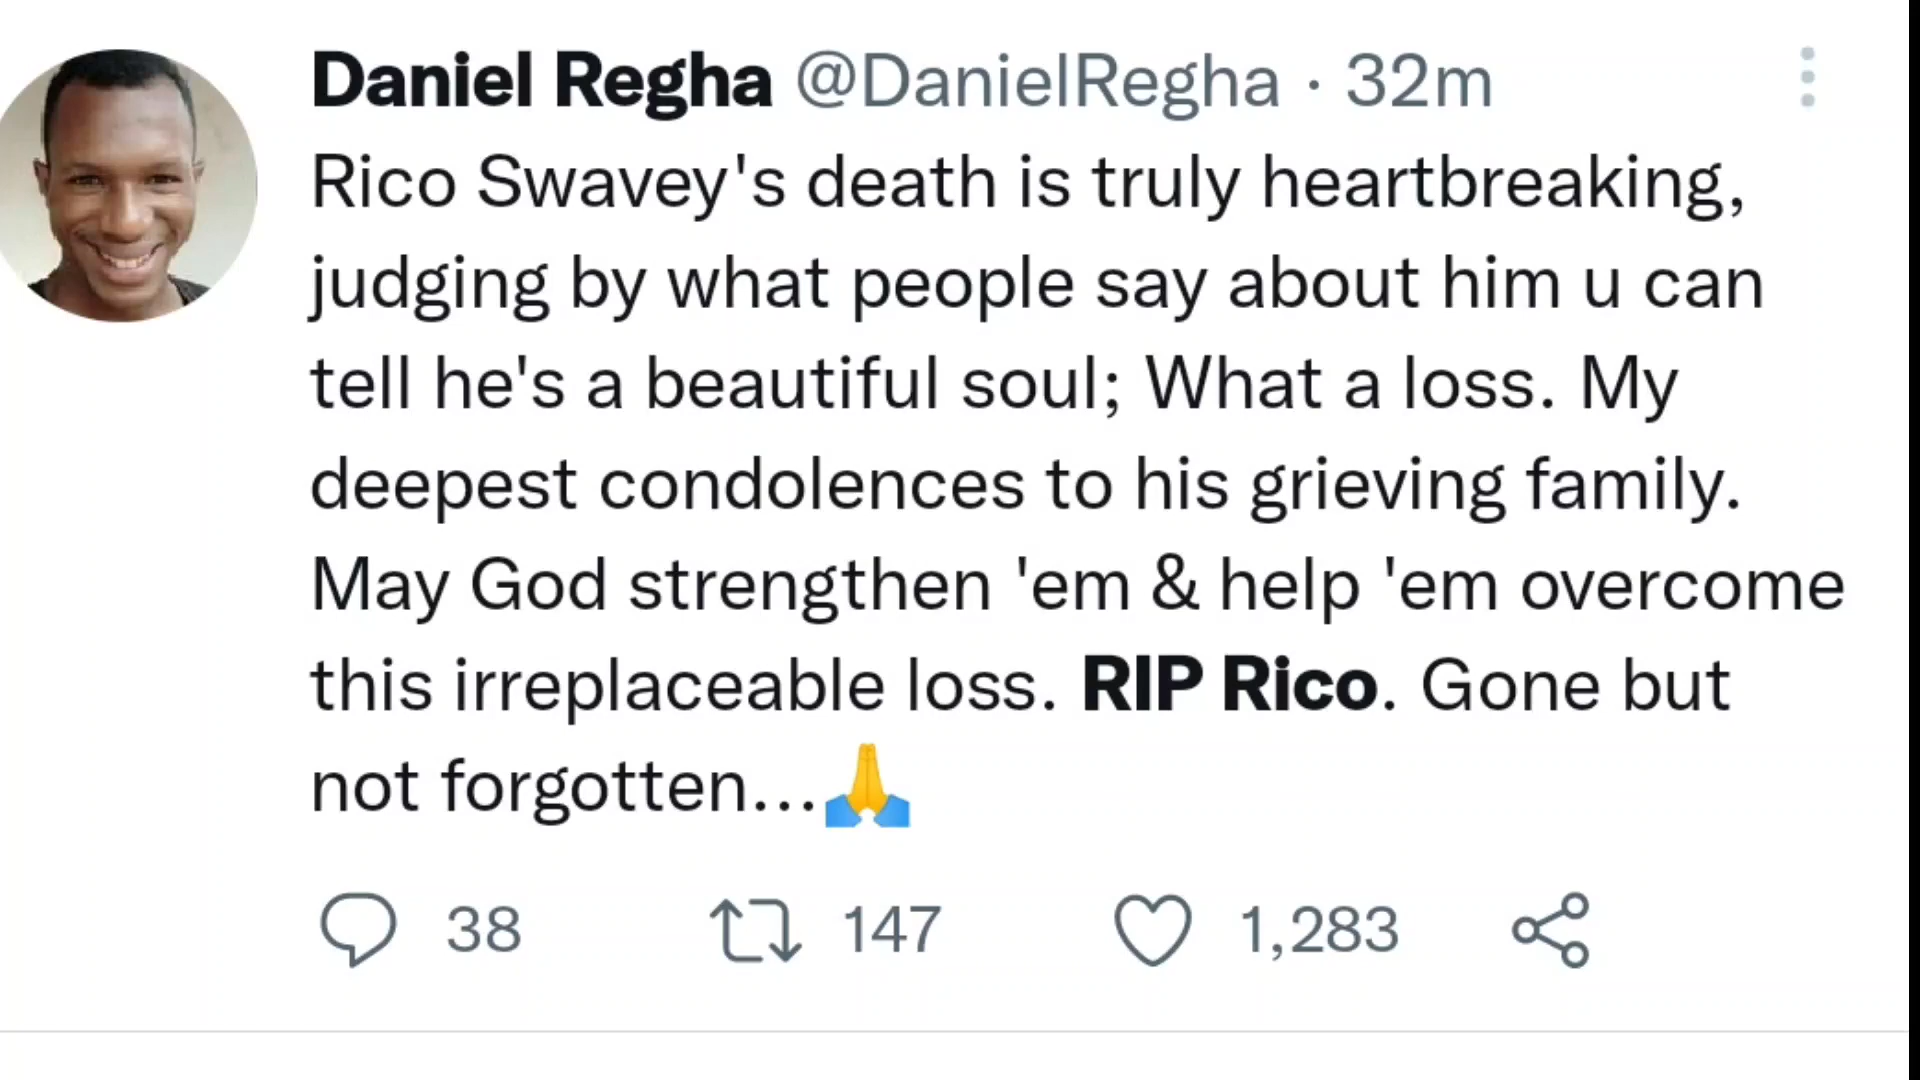 Daniel Regha @DanielRegha · 32m
Rico Swavey's death is truly heartbreaking,
judging by what people say about him u can
tell he's a beautiful soul; What a loss. My
deepest condolences to his grieving family.
May God strengthen 'em & help 'em overcome
this irreplaceable loss. RIP Rico. Gone but
not forgotten...🙏
38 147 1,283